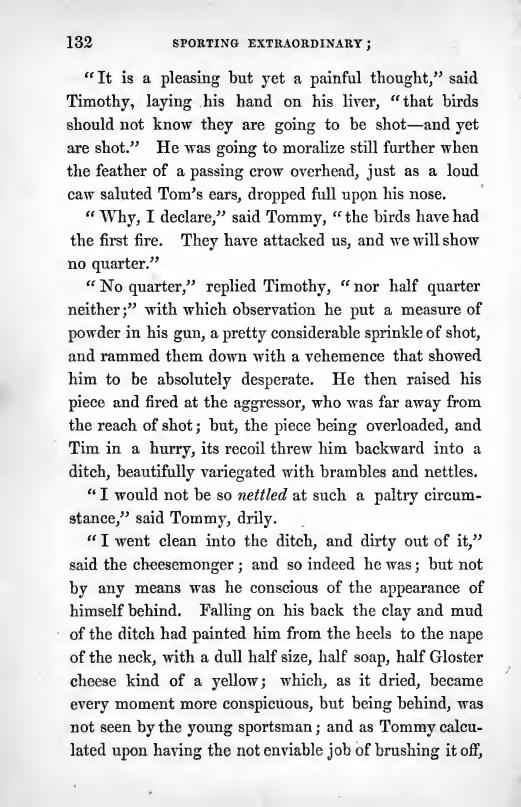 132 SPORTING EXTRAORDINARY;
“It is a pleasing but yet a painful thought,” said
Timothy, laying his hand on his liver, “that birds
should not know they are going to be shot—and yet
are shot.” He was going to moralize still further when
the feather of a passing crow overhead, just as a loud
caw saluted Tom’s ears, dropped full upon his nose.
“Why, I declare,” said Tommy, “the birds have had
the first fire. They have attacked us, and we will show
no quarter.”
“No quarter,” replied Timothy, “nor half quarter
neither;” with which observation he put a measure of
powder in his gun, a pretty considerable sprinkle of shot,
and rammed them down with a vehemence that showed
him to be absolutely desperate. He then raised his
piece and fired at the aggressor, who was far away from
the reach of shot; but, the piece being overloaded, and
Tim in a hurry, its recoil threw him backward into a
ditch, beautifully variegated with brambles and nettles.
“I would not be so nettled at such a paltry circum-
stance,” said Tommy, drily.
“I went clean into the ditch, and dirty out of it,”
said the cheesemonger; and so indeed he was; but not
by any means was he conscious of the appearance of
himself behind. Falling on his back the clay and mud
of the ditch had painted him from the heels to the nape
of the neck, with a dull half size, half soap, half Gloster
cheese kind of a yellow; which, as it dried, became
every moment more conspicuous, but being behind, was
not seen by the young sportsman; and as Tommy calcu-
lated upon having the not enviable job of brushing it off,